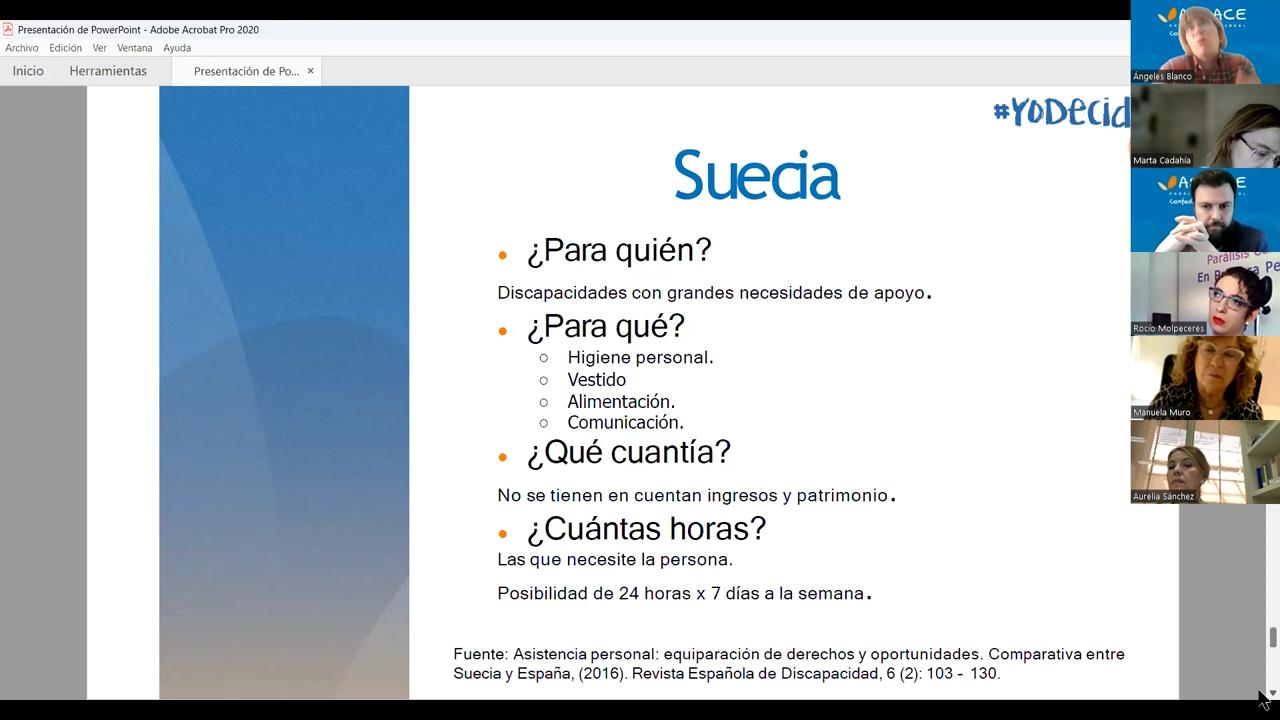 Presentación de PowerPoint - Adobe Acrobat Pro 2020
Archivo Edición Ver Ventana Ayuda
Inicio Herramientas Presentación de Po... ×
#YODECID
Suecia
• ¿Para quién?
Discapacidades con grandes necesidades de apoyo.
• ¿Para qué?
○ Higiene personal.
○ Vestido
○ Alimentación.
○ Comunicación.
• ¿Qué cuantía?
No se tienen en cuentan ingresos y patrimonio.
• ¿Cuántas horas?
Las que necesite la persona.
Posibilidad de 24 horas x 7 días a la semana.
Fuente: Asistencia personal: equiparación de derechos y oportunidades. Comparativa entre
Suecia y España, (2016). Revista Española de Discapacidad, 6 (2): 103 - 130.
Ángeles Blanco
Marta Cadahía
Rocío Molpeceres
Manuela Muro
Aurelia Sánchez